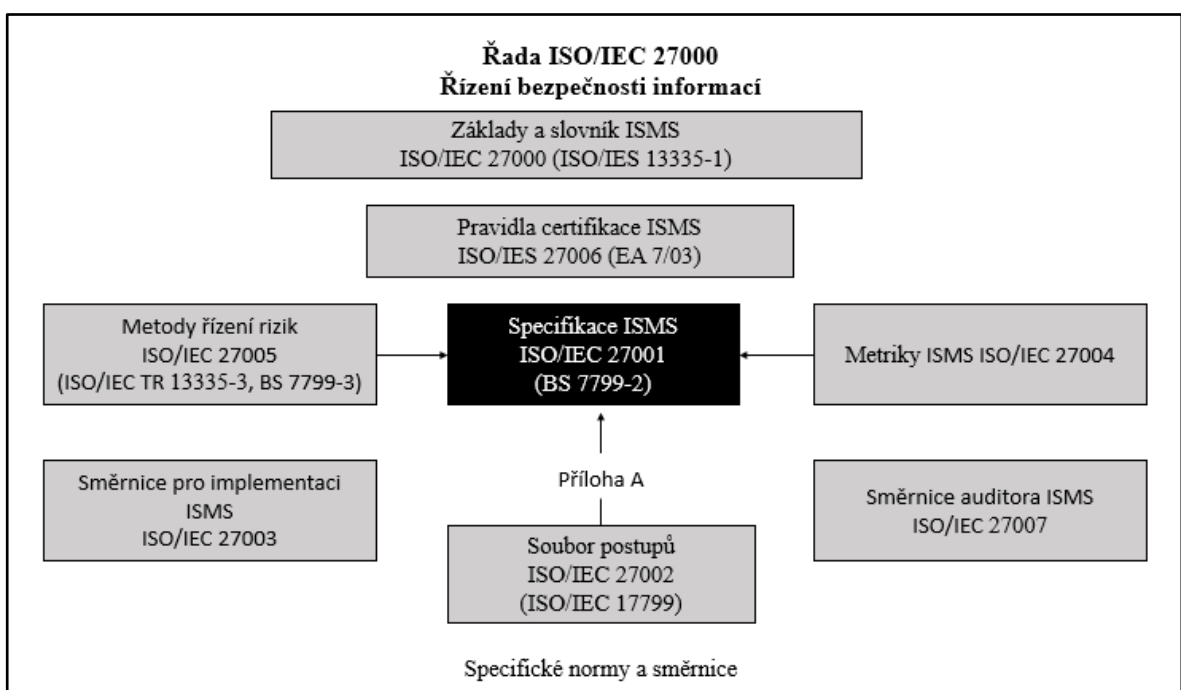 Řada ISO/IEC 27000
Řízení bezpečnosti informací
Základy a slovník ISMS
ISO/IEC 27000 (ISO/IES 13335-1)
Pravidla certifikace ISMS
ISO/IES 27006 (EA 7/03)
Metody řízení rizik
ISO/IEC 27005
(ISO/IEC TR 13335-3, BS 7799-3)
Specifikace ISMS
ISO/IEC 27001
(BS 7799-2)
Metriky ISMS ISO/IEC 27004
Směrnice pro implementaci
ISMS
ISO/IEC 27003
Příloha A
Směrnice auditora ISMS
ISO/IEC 27007
Soubor postupů
ISO/IEC 27002
(ISO/IEC 17799)
Specifické normy a směrnice